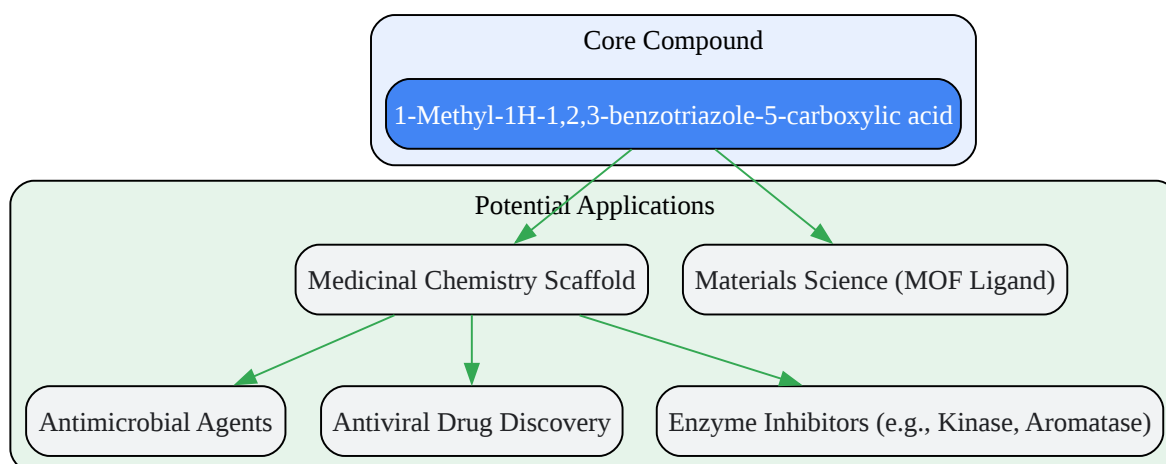 Core Compound
1-Methyl-1H-1,2,3-benzotriazole-5-carboxylic acid
Potential Applications
Medicinal Chemistry Scaffold
Materials Science (MOF Ligand)
Antimicrobial Agents
Antiviral Drug Discovery
Enzyme Inhibitors (e.g., Kinase, Aromatase)